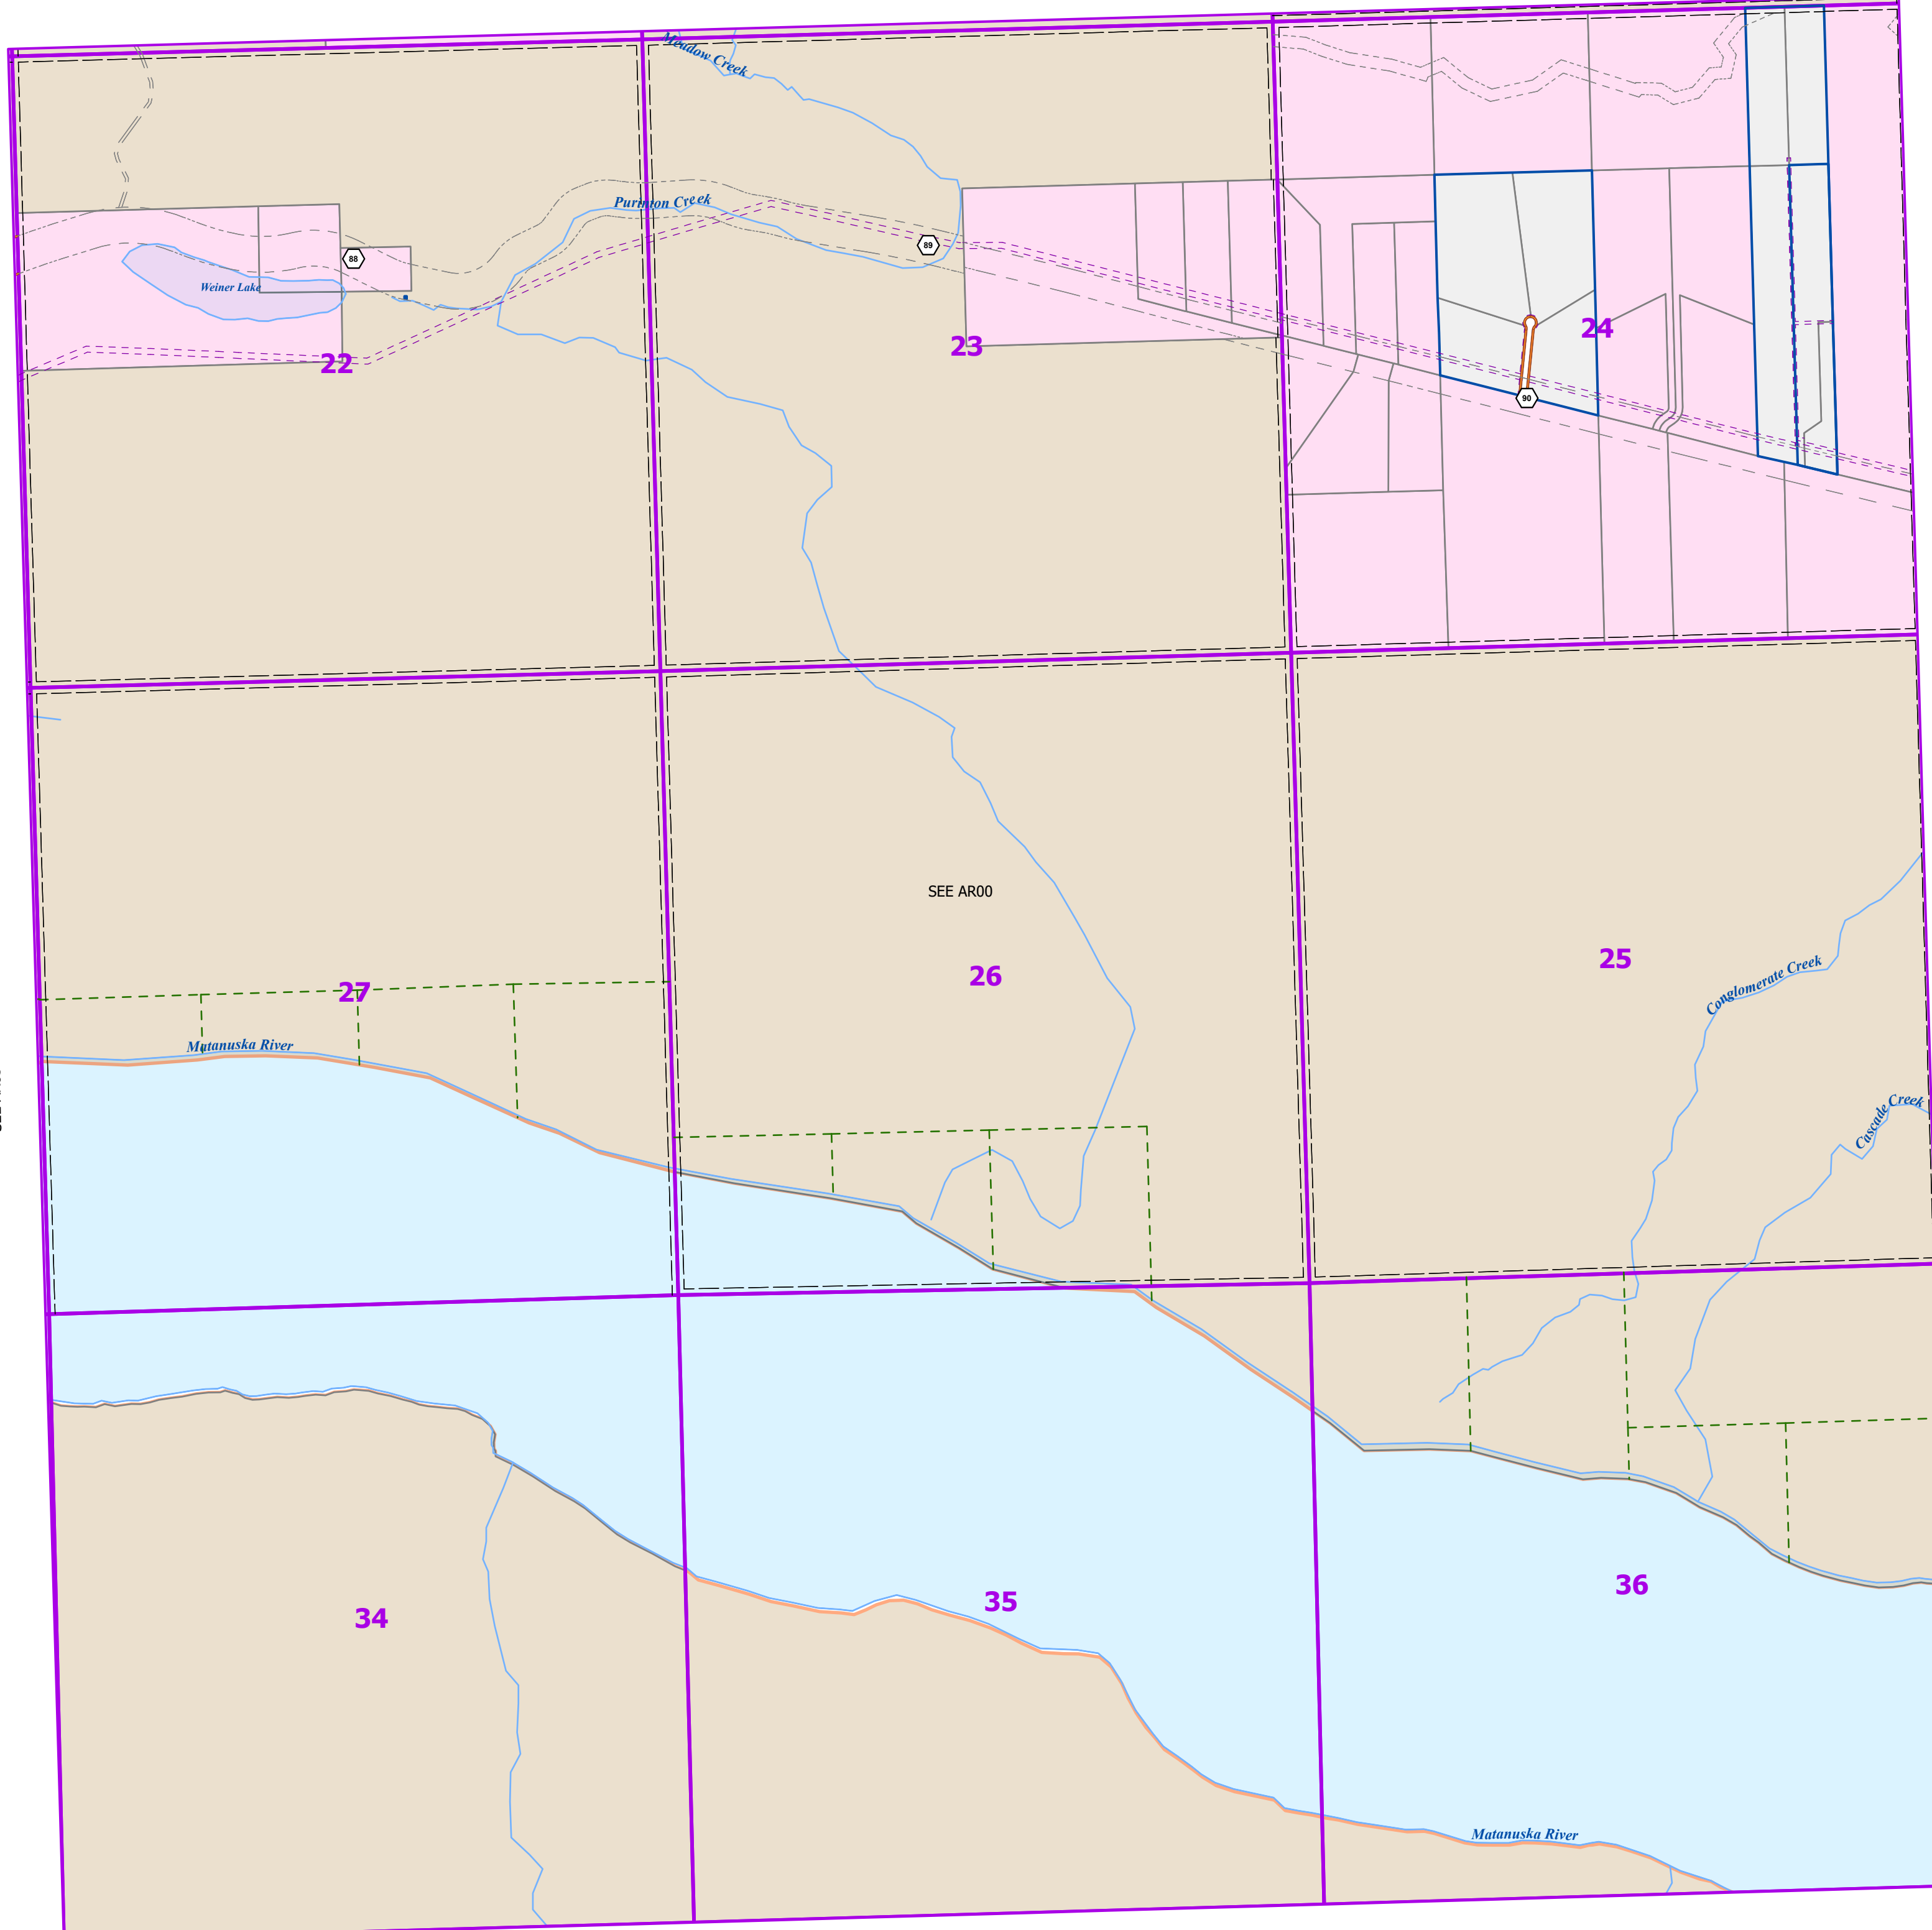 Meadow Creek
Purinton Creek
89
88
Weiner Lake
22
23
24
90
SEE AR00
27
26
25
Conglomerate Creek
Matanuska River
Cascade Creek
34
35
36
Matanuska River